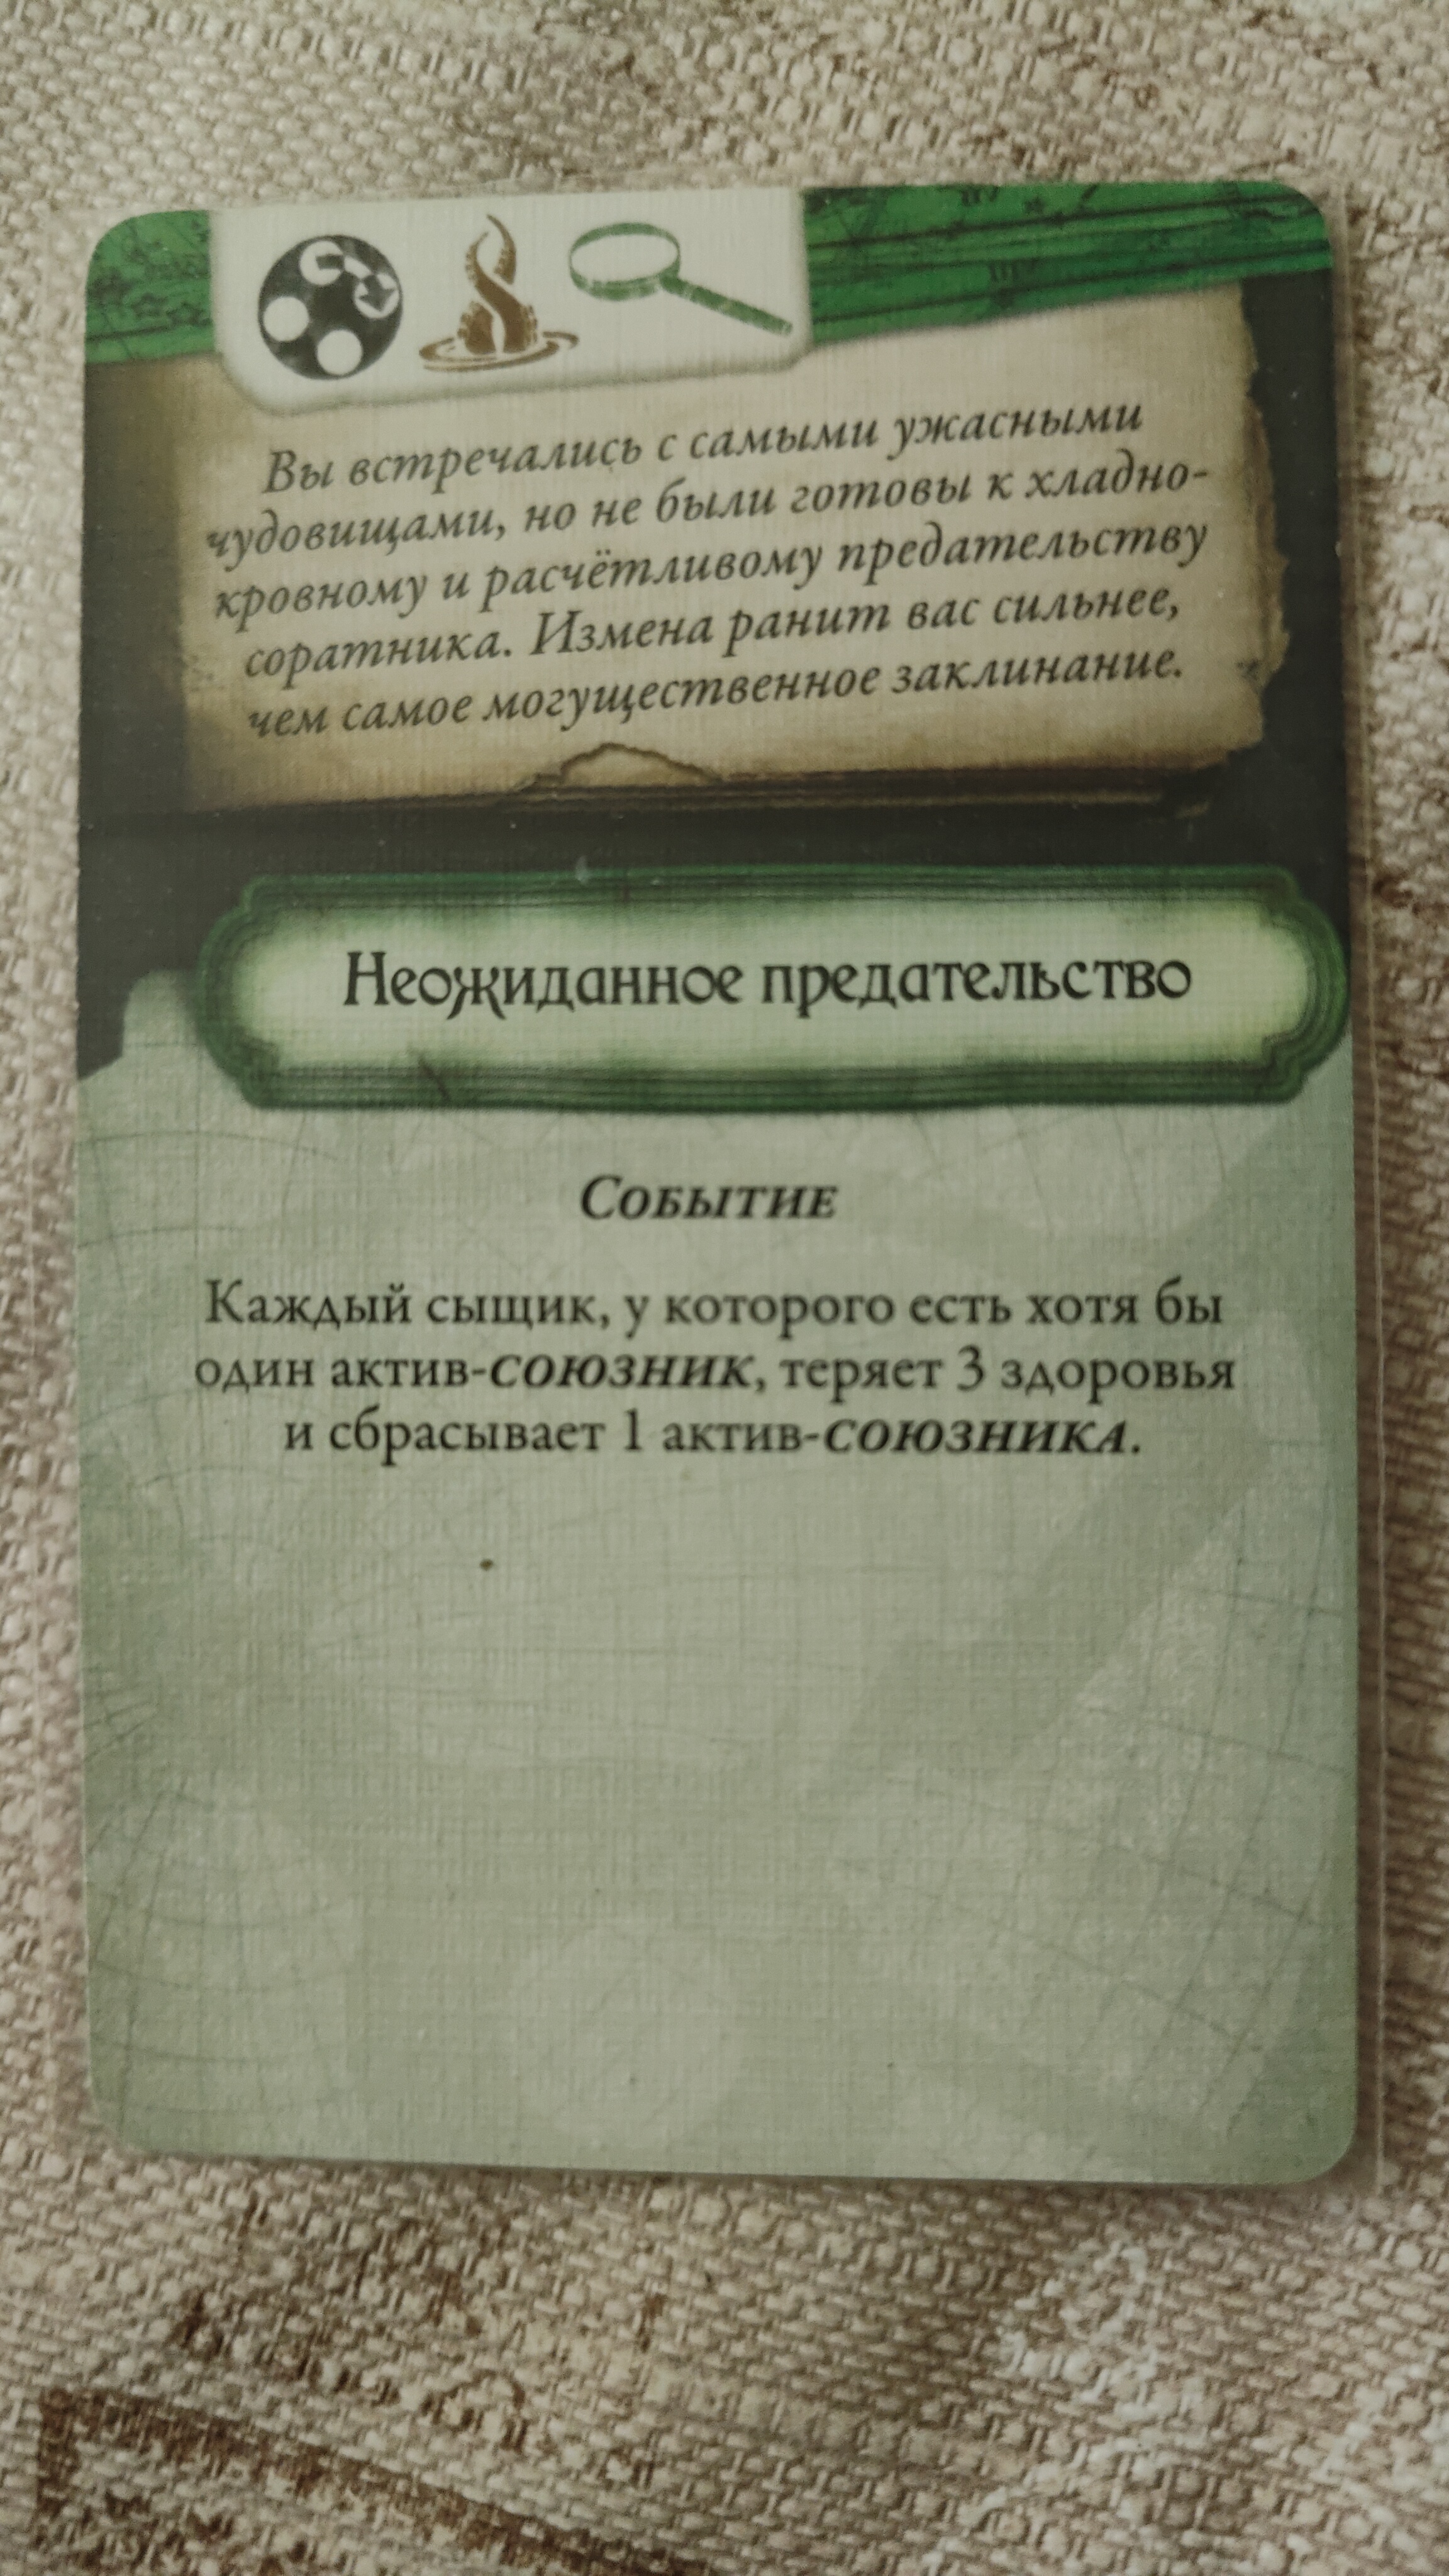 Вы встречались с самыми ужасными
чудовищами, но не были готовы к хладно-
кровному и расчётливому предательству
соратника. Измена ранит вас сильнее,
чем самое могущественное заклинание.
Неожиданное предательство
Событие
Каждый сыщик, у которого есть хотя бы
один актив-СОЮЗНИК, теряет 3 здоровья
и сбрасывает 1 актив-СОЮЗНИКА.